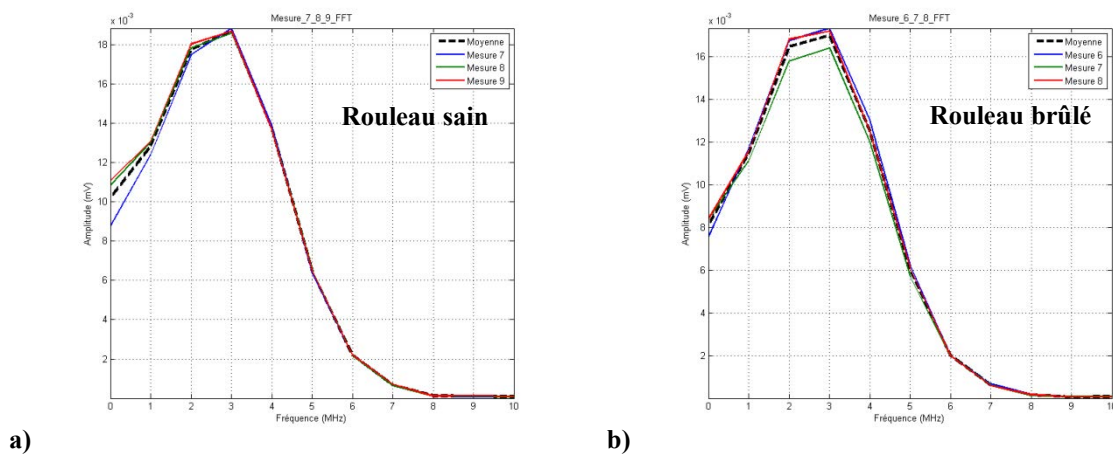 Mesure_7_8_9_FFT
x 10⁻³
18
16
14
12
10
8
6
4
2
0 1 2 3 4 5 6 7 8 9 10
Amplitude (mV)
Fréquence (MHz)
Moyenne
Mesure 7
Mesure 8
Mesure 9
Rouleau sain
a)
Mesure_6_7_8_FFT
x 10⁻³
16
14
12
10
8
6
4
2
0 1 2 3 4 5 6 7 8 9 10
Amplitude (mV)
Fréquence (MHz)
Moyenne
Mesure 6
Mesure 7
Mesure 8
Rouleau brûlé
b)